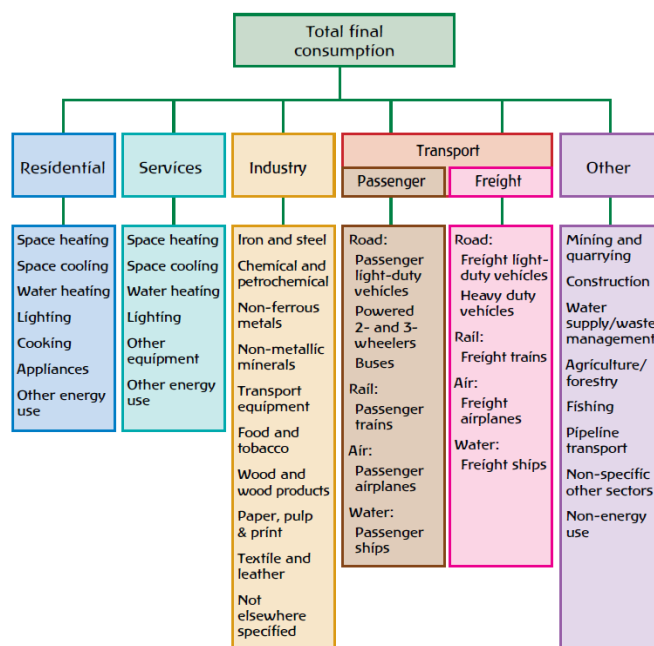 Total final
consumption
Residential
Services
Industry
Transport
Passenger
Freight
Other
Space heating
Space cooling
Water heating
Lighting
Cooking
Appliances
Other energy
use
Space heating
Space cooling
Water heating
Lighting
Other
equipment
Other energy
use
Iron and steel
Chemical and
petrochemical
Non-ferrous
metals
Non-metallic
minerals
Transport
equipment
Food and
tobacco
Wood and
wood products
Paper, pulp
& print
Textile and
leather
Not
elsewhere
specified
Road:
Passenger
light-duty
vehicles
Powered
2- and 3-
wheelers
Buses
Rail:
Passenger
trains
Air:
Passenger
airplanes
Water:
Passenger
ships
Road:
Freight light-
duty vehicles
Heavy duty
vehicles
Rail:
Freight trains
Air:
Freight
airplanes
Water:
Freight ships
Mining and
quarrying
Construction
Water
supply/waste
management
Agriculture/
forestry
Fishing
Pipeline
transport
Non-specific
other sectors
Non-energy
use